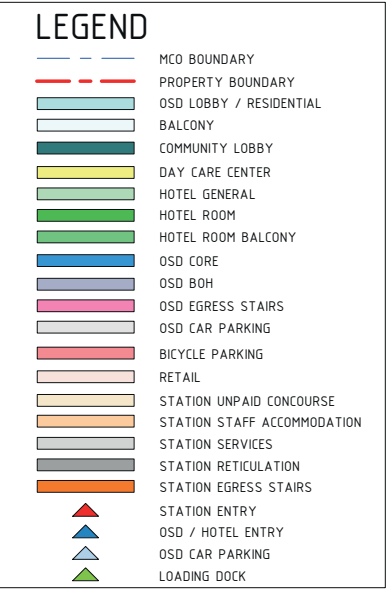 LEGEND
MCO BOUNDARY
PROPERTY BOUNDARY
OSD LOBBY / RESIDENTIAL
BALCONY
COMMUNITY LOBBY
DAY CARE CENTER
HOTEL GENERAL
HOTEL ROOM
HOTEL ROOM BALCONY
OSD CORE
OSD BOH
OSD EGRESS STAIRS
OSD CAR PARKING
BICYCLE PARKING
RETAIL
STATION UNPAID CONCOURSE
STATION STAFF ACCOMMODATION
STATION SERVICES
STATION RETICULATION
STATION EGRESS STAIRS
STATION ENTRY
OSD / HOTEL ENTRY
OSD CAR PARKING
LOADING DOCK